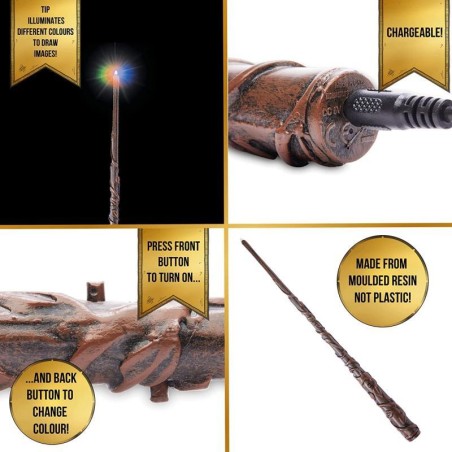 TIP
ILLUMINATES
DIFFERENT COLOURS
TO DRAW
IMAGES!
CHARGEABLE!
PRESS FRONT
BUTTON
TO TURN ON...
...AND BACK
BUTTON TO
CHANGE
COLOUR!
MADE FROM
MOULDED RESIN
NOT PLASTIC!